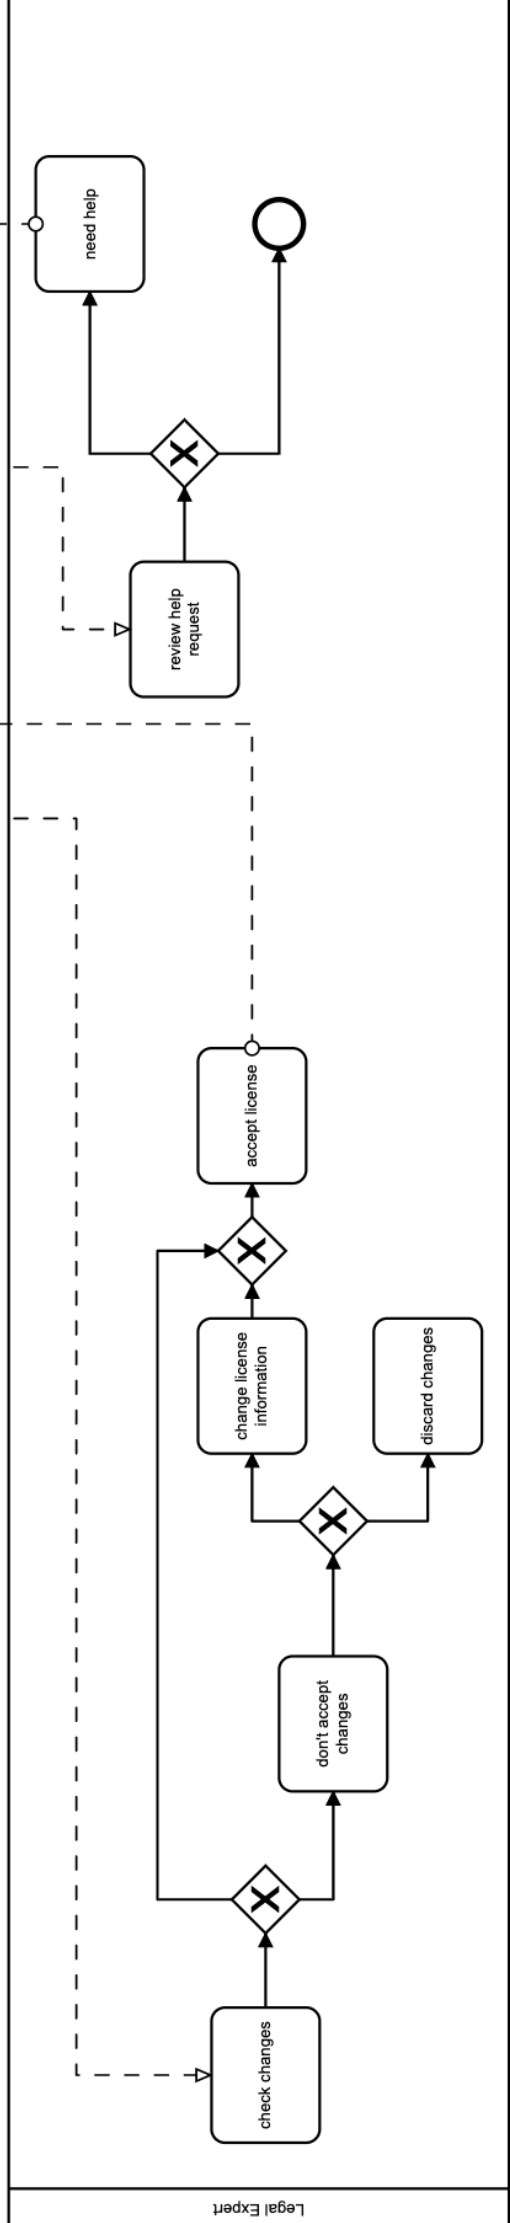 need help
review help
request
accept license
change license
information
discard changes
don't accept
changes
check changes
Legal Expert